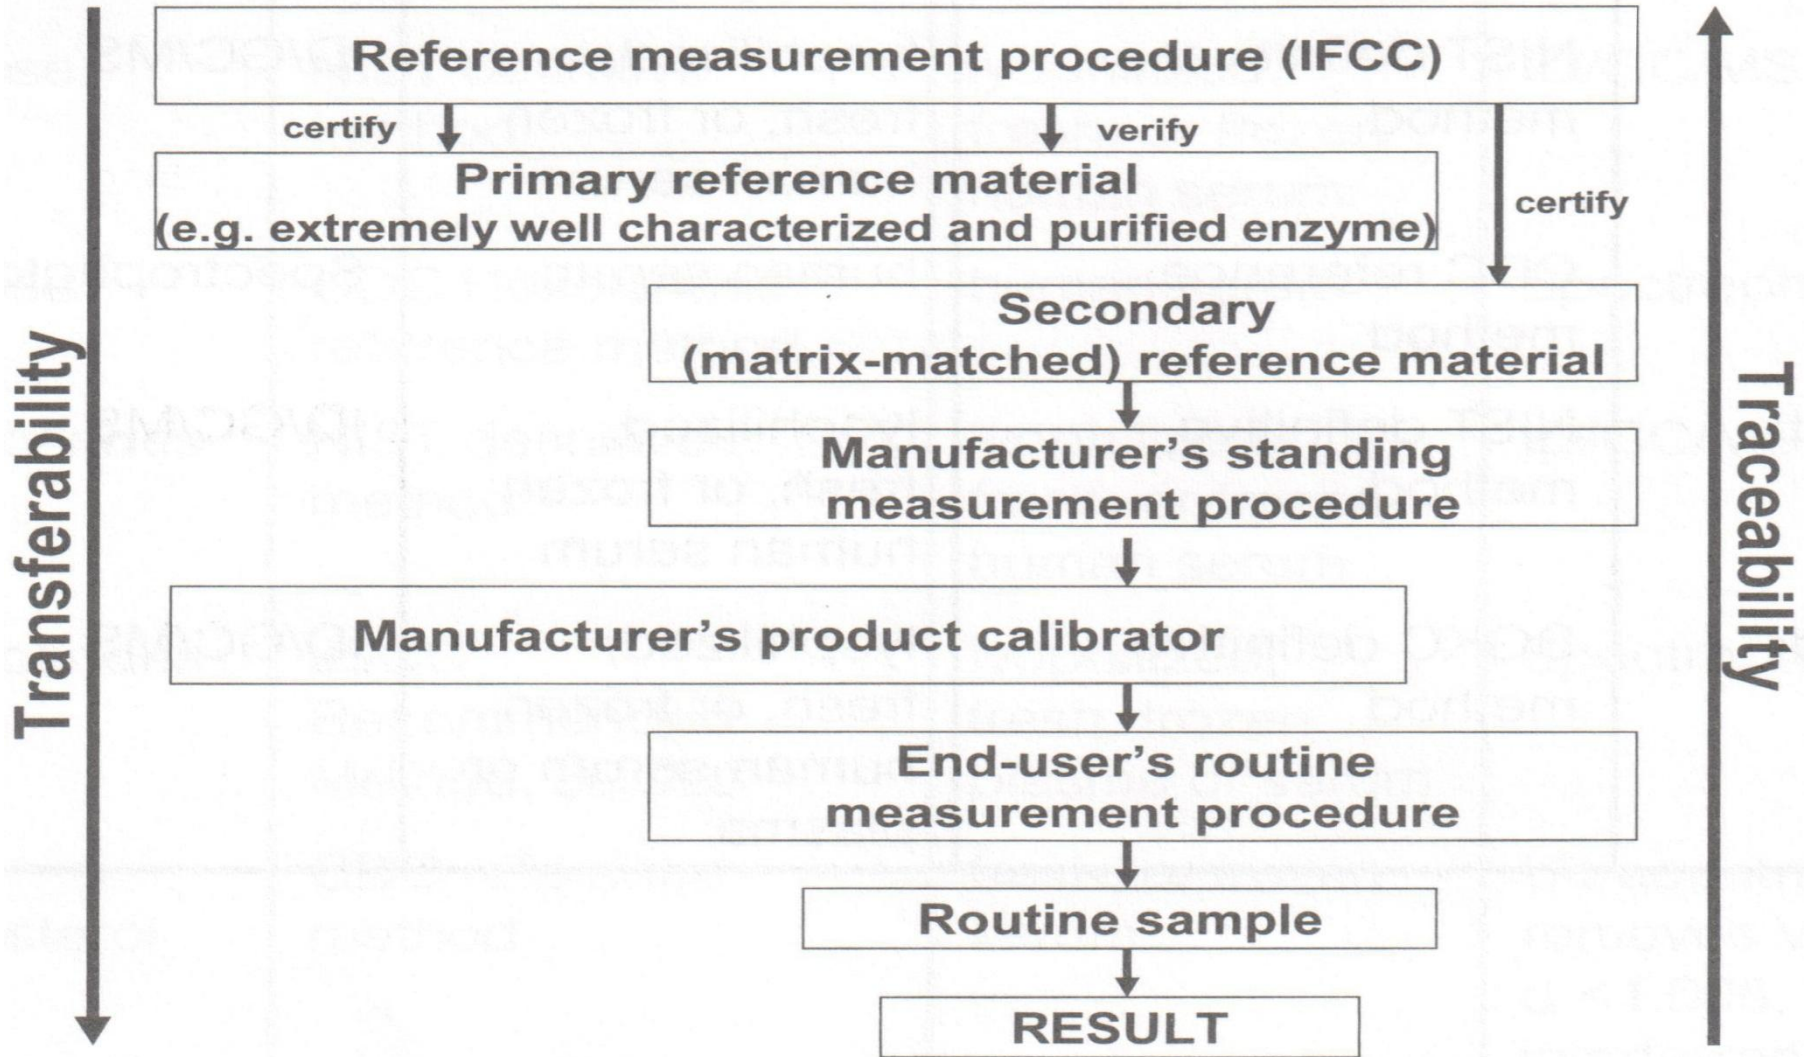 Reference measurement procedure (IFCC)
certify
verify
Primary reference material
(e.g. extremely well characterized and purified enzyme)
certify
Secondary
(matrix-matched) reference material
Manufacturer's standing
measurement procedure
Manufacturer's product calibrator
End-user's routine
measurement procedure
Routine sample
RESULT
Transferability
Traceability